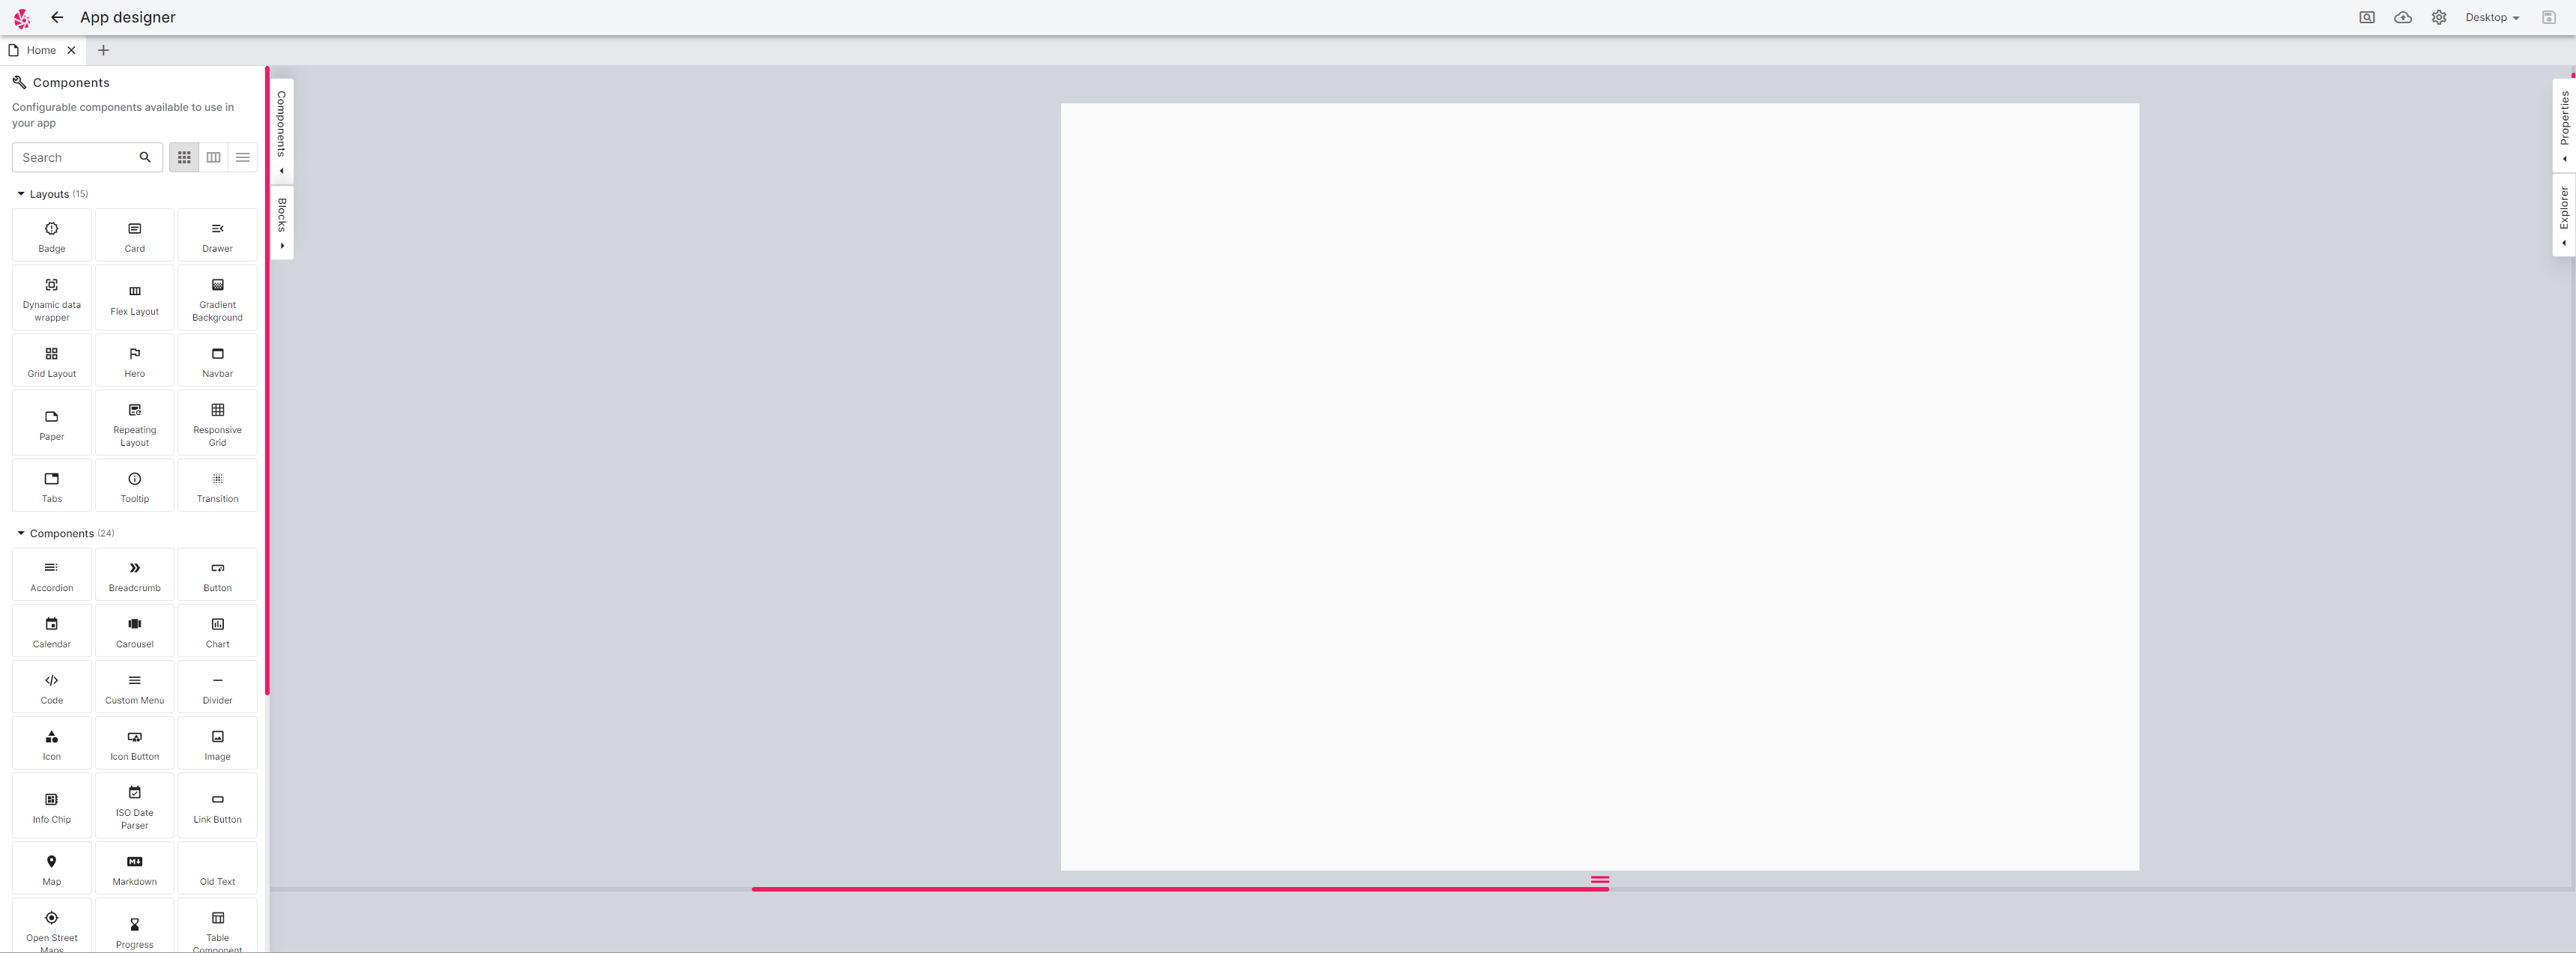 App designer
Desktop
Home
Components
Configurable components available to use in
your app
Search
Layouts (15)
Badge
Card
Drawer
Dynamic data
wrapper
Flex Layout
Gradient
Background
Grid Layout
Hero
Navbar
Paper
Repeating
Layout
Responsive
Grid
Tabs
Tooltip
Transition
Components (24)
Accordion
Breadcrumb
Button
Calendar
Carousel
Chart
Code
Custom Menu
Divider
Icon
Icon Button
Image
Info Chip
ISO Date
Parser
Link Button
Map
Markdown
Old Text
Open Street
Maps
Progress
Table
Component
Components
Blocks
Properties
Explorer